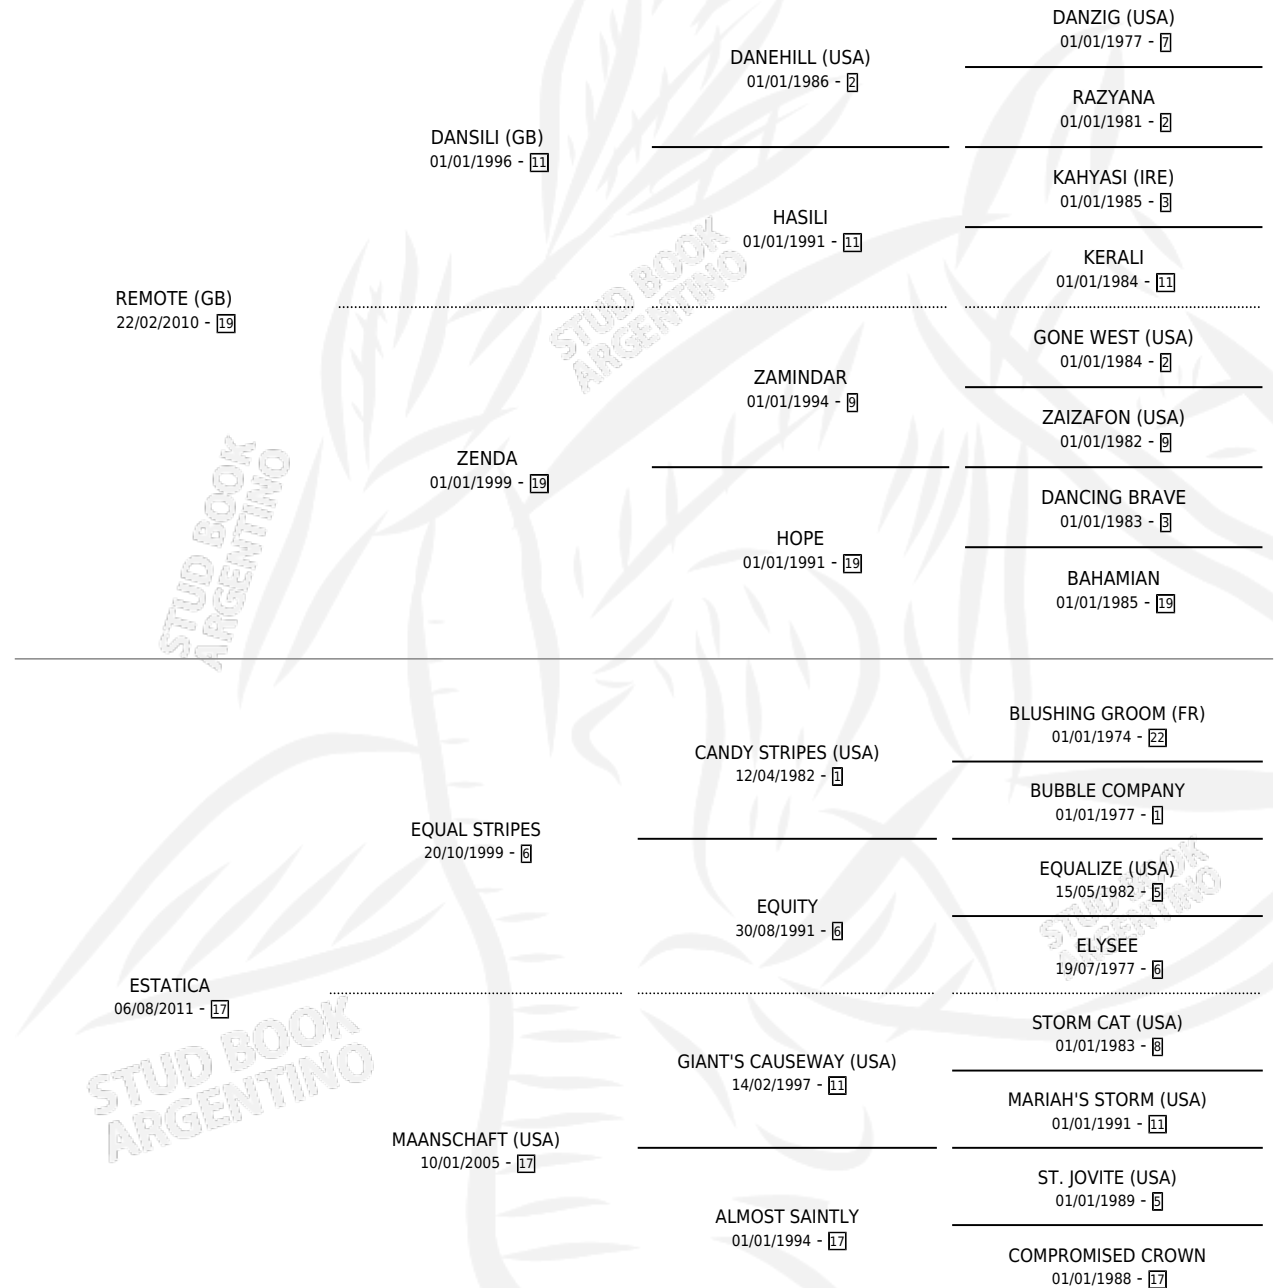 DANZIG (USA)
01/01/1977 - 7
DANEHILL (USA)
01/01/1986 - 2
RAZYANA
01/01/1981 - 2
DANSILI (GB)
01/01/1996 - 11
KAHYASI (IRE)
01/01/1985 - 3
HASILI
01/01/1991 - 11
KERALI
01/01/1984 - 11
REMOTE (GB)
22/02/2010 - 19
GONE WEST (USA)
01/01/1984 - 2
ZAMINDAR
01/01/1994 - 9
ZAIZAFON (USA)
01/01/1982 - 9
ZENDA
01/01/1999 - 19
DANCING BRAVE
01/01/1983 - 3
HOPE
01/01/1991 - 19
BAHAMIAN
01/01/1985 - 19
STUD BOOK
ARGENTINO
STUD BOOK
ARGENTINO
BLUSHING GROOM (FR)
01/01/1974 - 22
CANDY STRIPES (USA)
12/04/1982 - 1
BUBBLE COMPANY
01/01/1977 - 1
EQUAL STRIPES
20/10/1999 - 6
EQUALIZE (USA)
15/05/1982 - 5
EQUITY
30/08/1991 - 6
ELYSEE
19/07/1977 - 6
ESTATICA
06/08/2011 - 17
STORM CAT (USA)
01/01/1983 - 8
GIANT'S CAUSEWAY (USA)
14/02/1997 - 11
MARIAH'S STORM (USA)
01/01/1991 - 11
MAANSCHAFT (USA)
10/01/2005 - 17
ST. JOVITE (USA)
01/01/1989 - 5
ALMOST SAINTLY
01/01/1994 - 17
COMPROMISED CROWN
01/01/1988 - 17
STUD BOOK
ARGENTINO
STUD BOOK
ARGENTINO